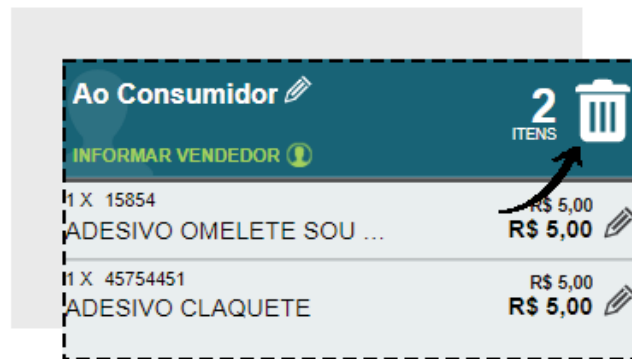 Ao Consumidor
2
ITENS
INFORMAR VENDEDOR
1 X 15854
R$ 5,00
ADESIVO OMELETE SOU ...
R$ 5,00
1 X 45754451
R$ 5,00
ADESIVO CLAQUETE
R$ 5,00